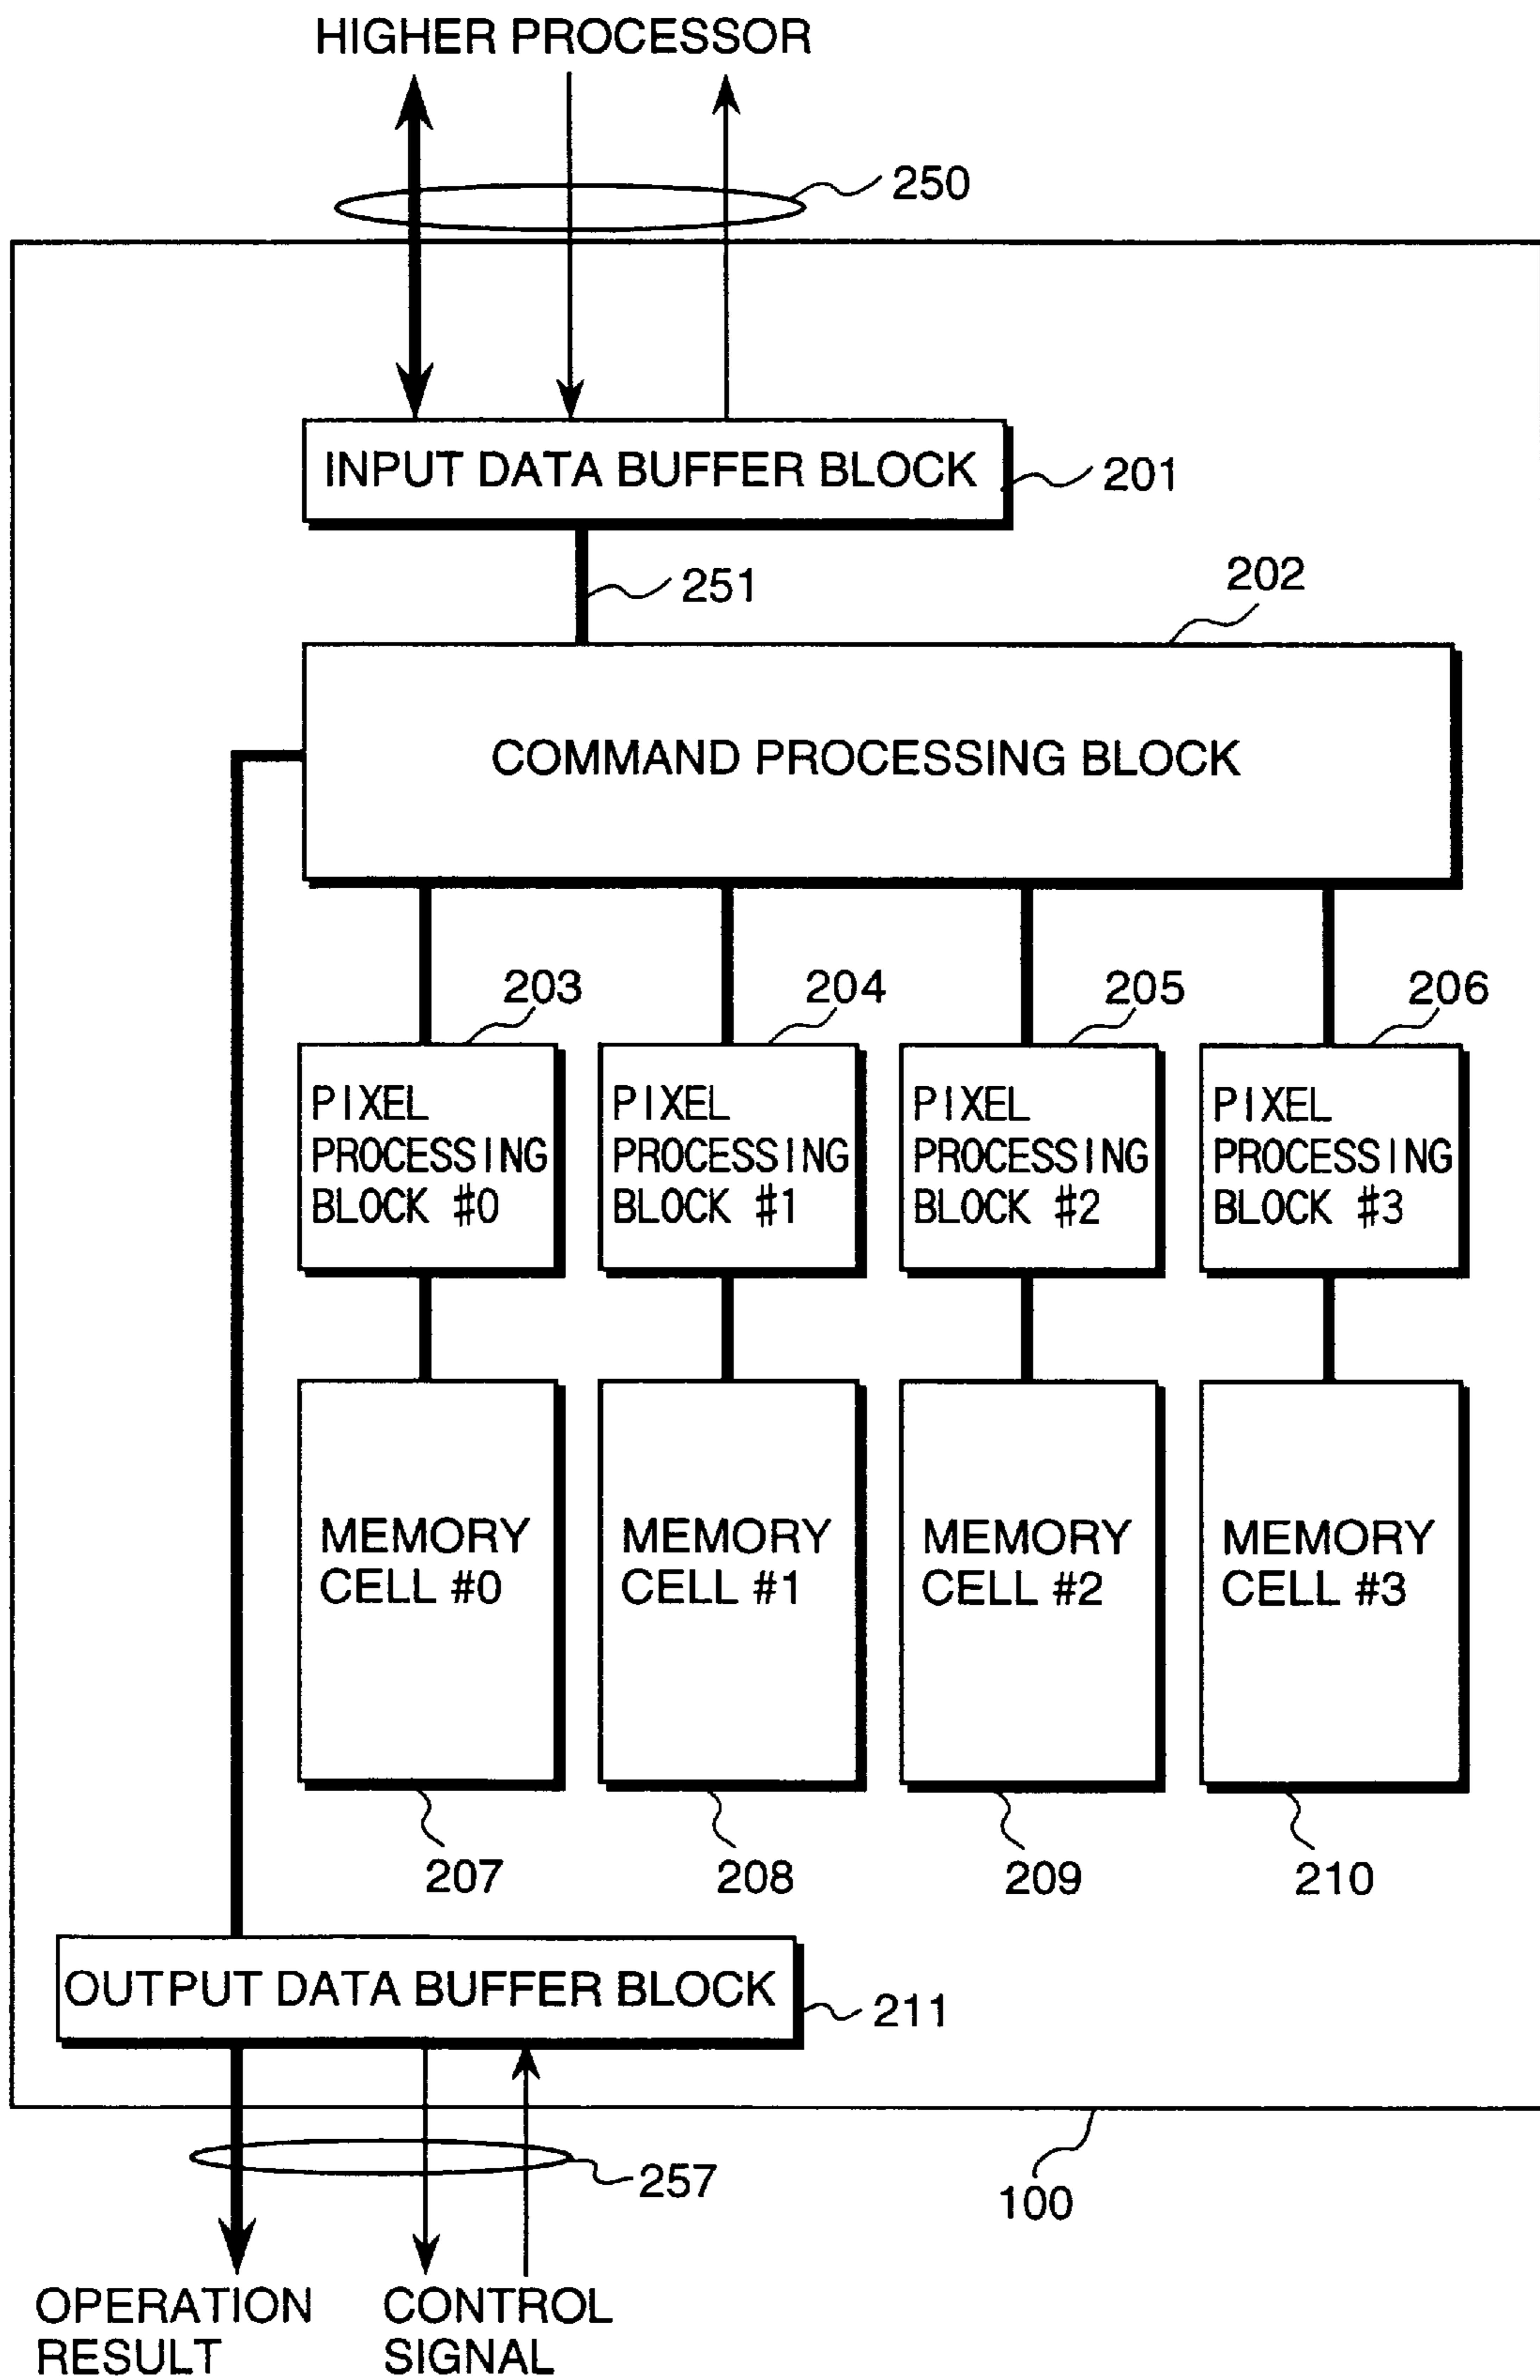 HIGHER PROCESSOR
250
INPUT DATA BUFFER BLOCK
201
251
202
COMMAND PROCESSING BLOCK
203
204
205
206
PIXEL
PROCESSING
BLOCK #0
PIXEL
PROCESSING
BLOCK #1
PIXEL
PROCESSING
BLOCK #2
PIXEL
PROCESSING
BLOCK #3
MEMORY
CELL #0
MEMORY
CELL #1
MEMORY
CELL #2
MEMORY
CELL #3
207
208
209
210
OUTPUT DATA BUFFER BLOCK
211
257
100
OPERATION
RESULT
CONTROL
SIGNAL